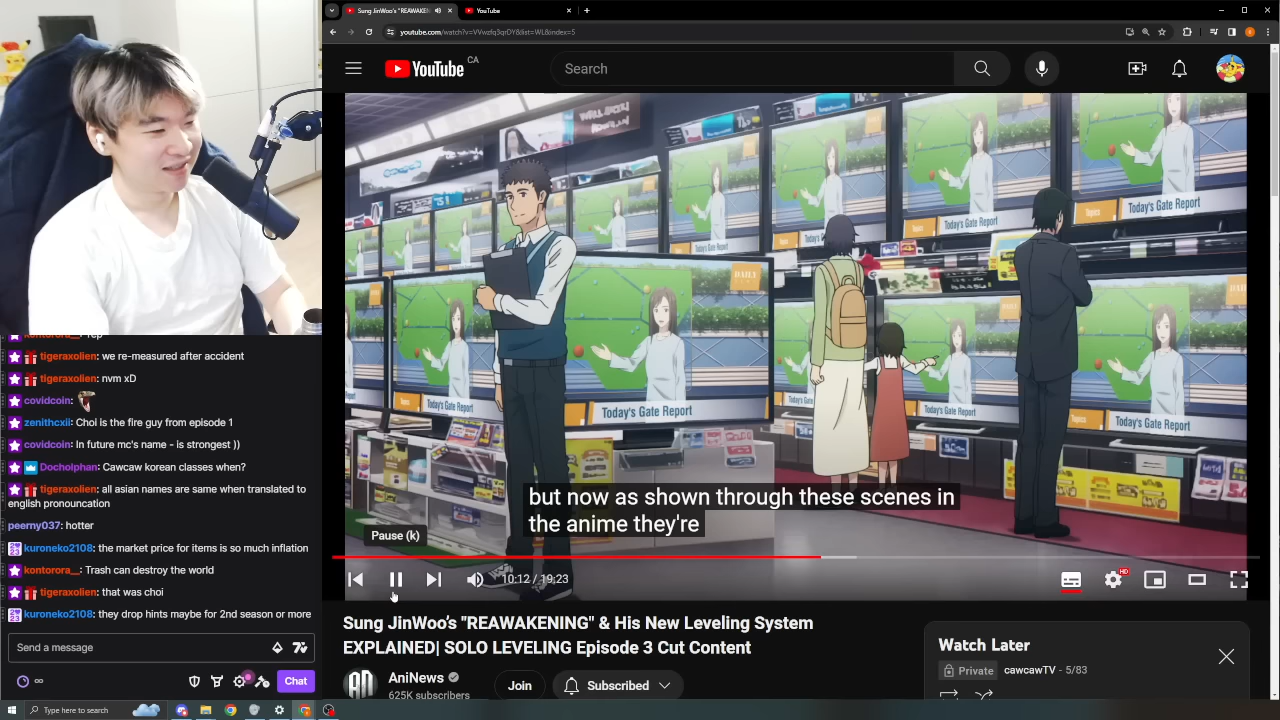 Sung JinWoo's "REAWAKEN
YouTube
youtube.com/watch?v=VVwzfq3qrDY&list=WL&index=5
YouTube CA
Search
Today's Gate Report
Topics
Today's Gate Report
Today's Gate Report
DAILY
Today's Gate Report
Today's Gate Report
Topics
Today's Gate Report
but now as shown through these scenes in
the anime they're
Pause (k)
10:12 / 19:23
HD
Sung JinWoo's "REAWAKENING" & His New Leveling System
EXPLAINED| SOLO LEVELING Episode 3 Cut Content
AniNews
625K subscribers
Join
Subscribed
Watch Later
Private cawcawTV - 5/83
tigeraxolien: we re-measured after accident
tigeraxolien: nvm xD
covidcoin:
zenithcxii: Choi is the fire guy from episode 1
covidcoin: In future mc's name - is strongest ))
Docholphan: Cawcaw korean classes when?
tigeraxolien: all asian names are same when translated to
english pronouncation
peerny037: hotter
kuroneko2108: the market price for items is so much inflation
kontorora__: Trash can destroy the world
tigeraxolien: that was choi
kuroneko2108: they drop hints maybe for 2nd season or more
Send a message
Chat
Type here to search